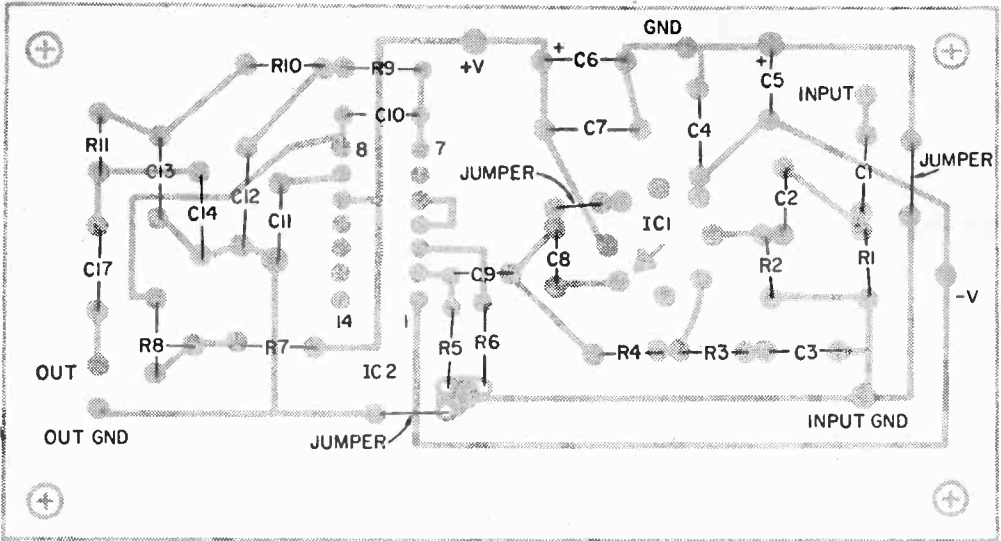 GND
+V
+
C6
+
C5
R10
R9
INPUT
C10
C7
C4
R11
8
7
JUMPER
JUMPER
C13
C1
C12
C2
C14
C11
IC1
C17
C9
C8
R2
R1
-V
14
1
R8
R7
R5
R6
R4
R3
C3
OUT
IC2
INPUT GND
OUT GND
JUMPER